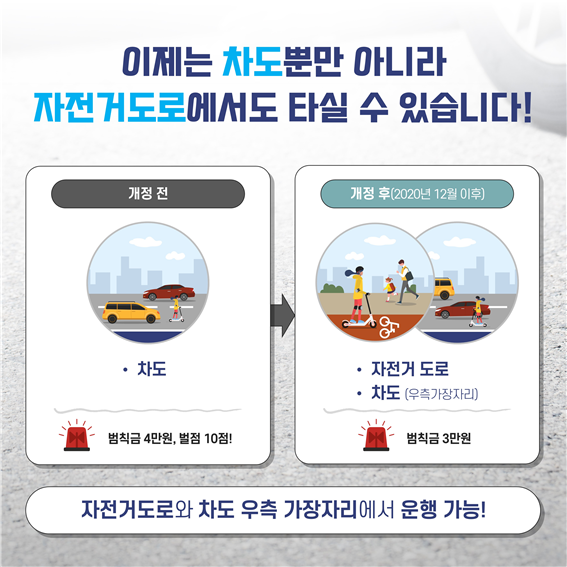 이제는 차도뿐만 아니라
자전거도로에서도 타실 수 있습니다!
개정 전
• 차도
범칙금 4만원, 벌점 10점!
개정 후(2020년 12월 이후)
• 자전거 도로
• 차도 (우측가장자리)
범칙금 3만원
자전거도로와 차도 우측 가장자리에서 운행 가능!